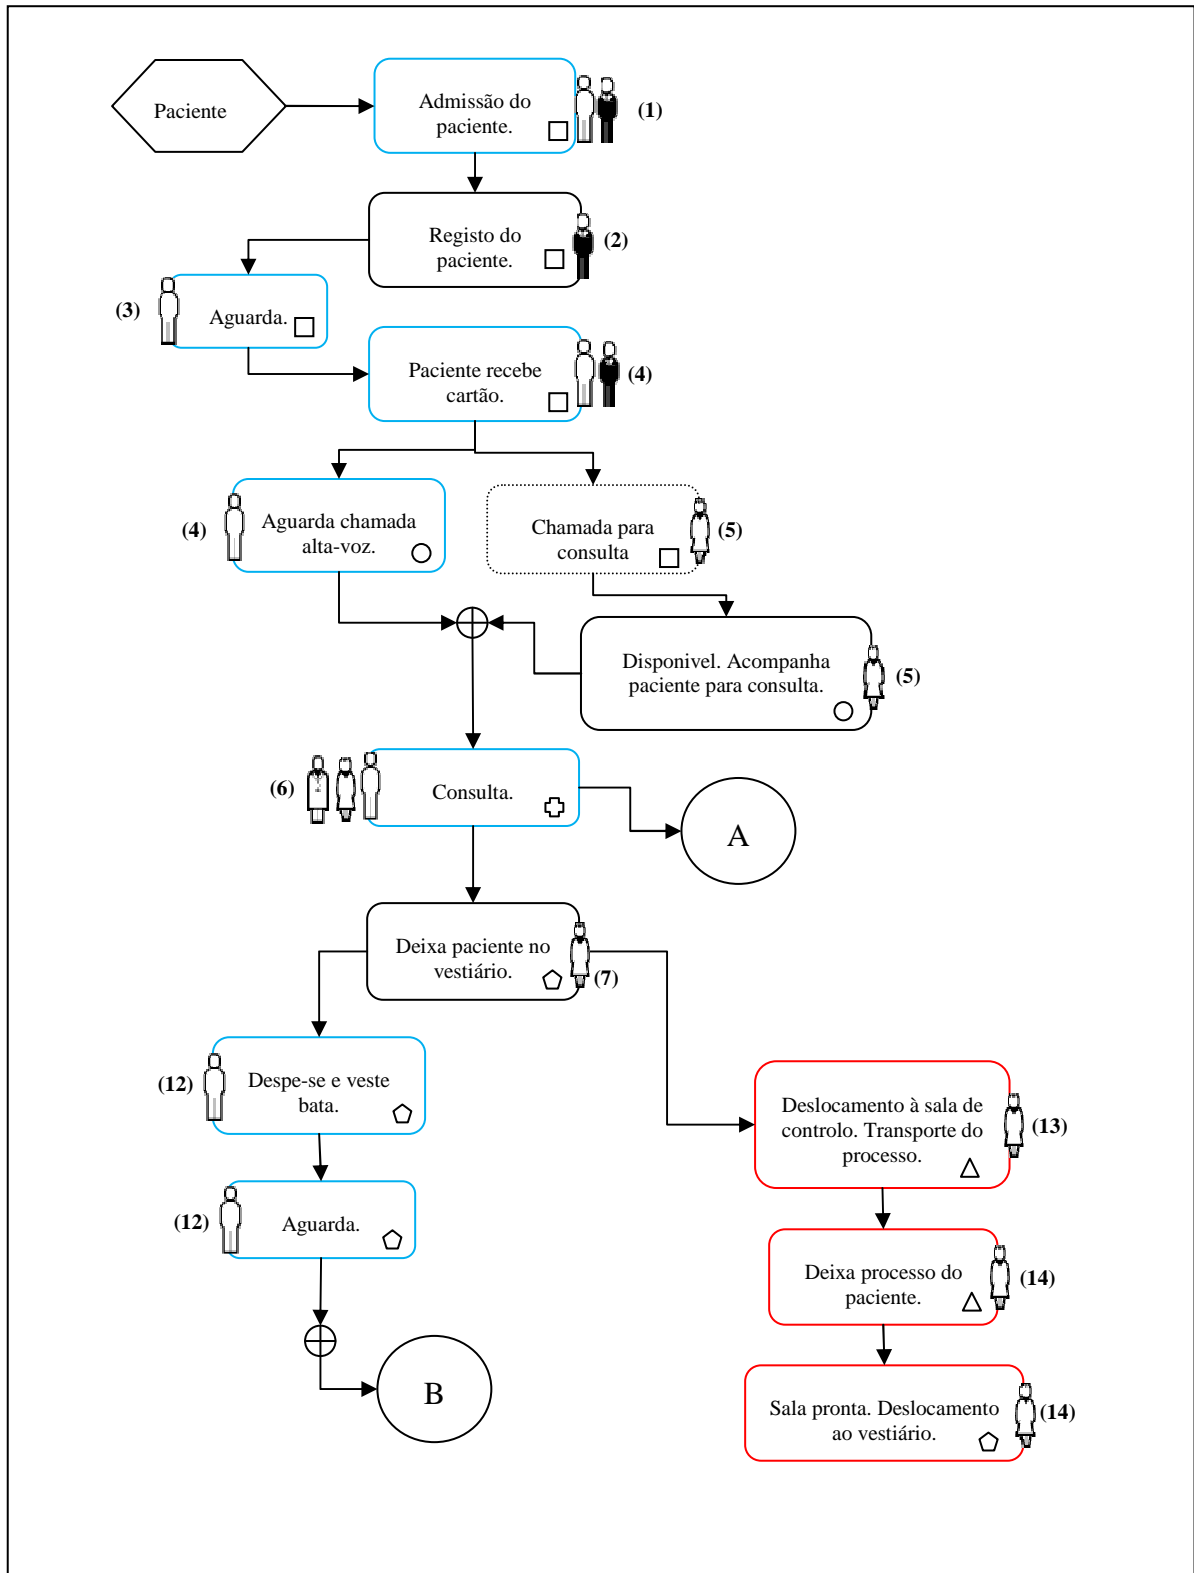 Paciente
Admissão do
paciente.
(1)
Registo do
paciente.
(2)
(3)
Aguarda.
Paciente recebe
cartão.
(4)
(4)
Aguarda chamada
alta-voz.
Chamada para
consulta
(5)
Disponivel. Acompanha
paciente para consulta.
(5)
(6)
Consulta.
A
Deixa paciente no
vestiário.
(7)
(12)
Despe-se e veste
bata.
Deslocamento à sala de
controlo. Transporte do
processo.
(13)
(12)
Aguarda.
Deixa processo do
paciente.
(14)
B
Sala pronta. Deslocamento
ao vestiário.
(14)